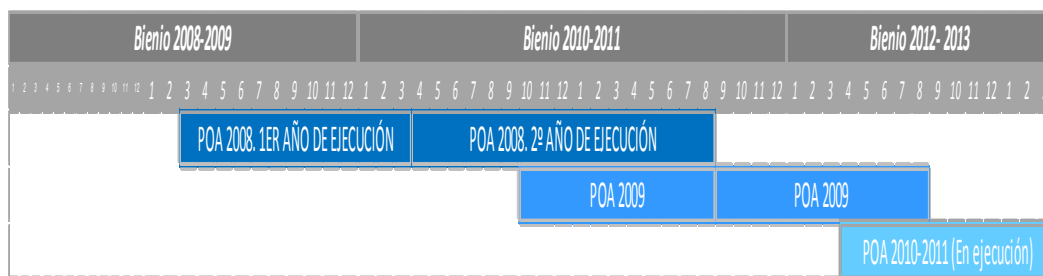 Bienio 2008-2009 Bienio 2010-2011 Bienio 2012- 2013
1 2 3 4 5 6 7 8 9 10 11 12 1 2 3 4 5 6 7 8 9 10 11 12 1 2 3 4 5 6 7 8 9 10 11 12 1 2 3 4 5 6 7 8 9 10 11 12 1 2 3 4 5 6 7 8 9 10 11 12 1 2
POA 2008. 1ER AÑO DE EJECUCIÓN POA 2008. 2º AÑO DE EJECUCIÓN
POA 2009 POA 2009
POA 2010-2011 (En ejecución)